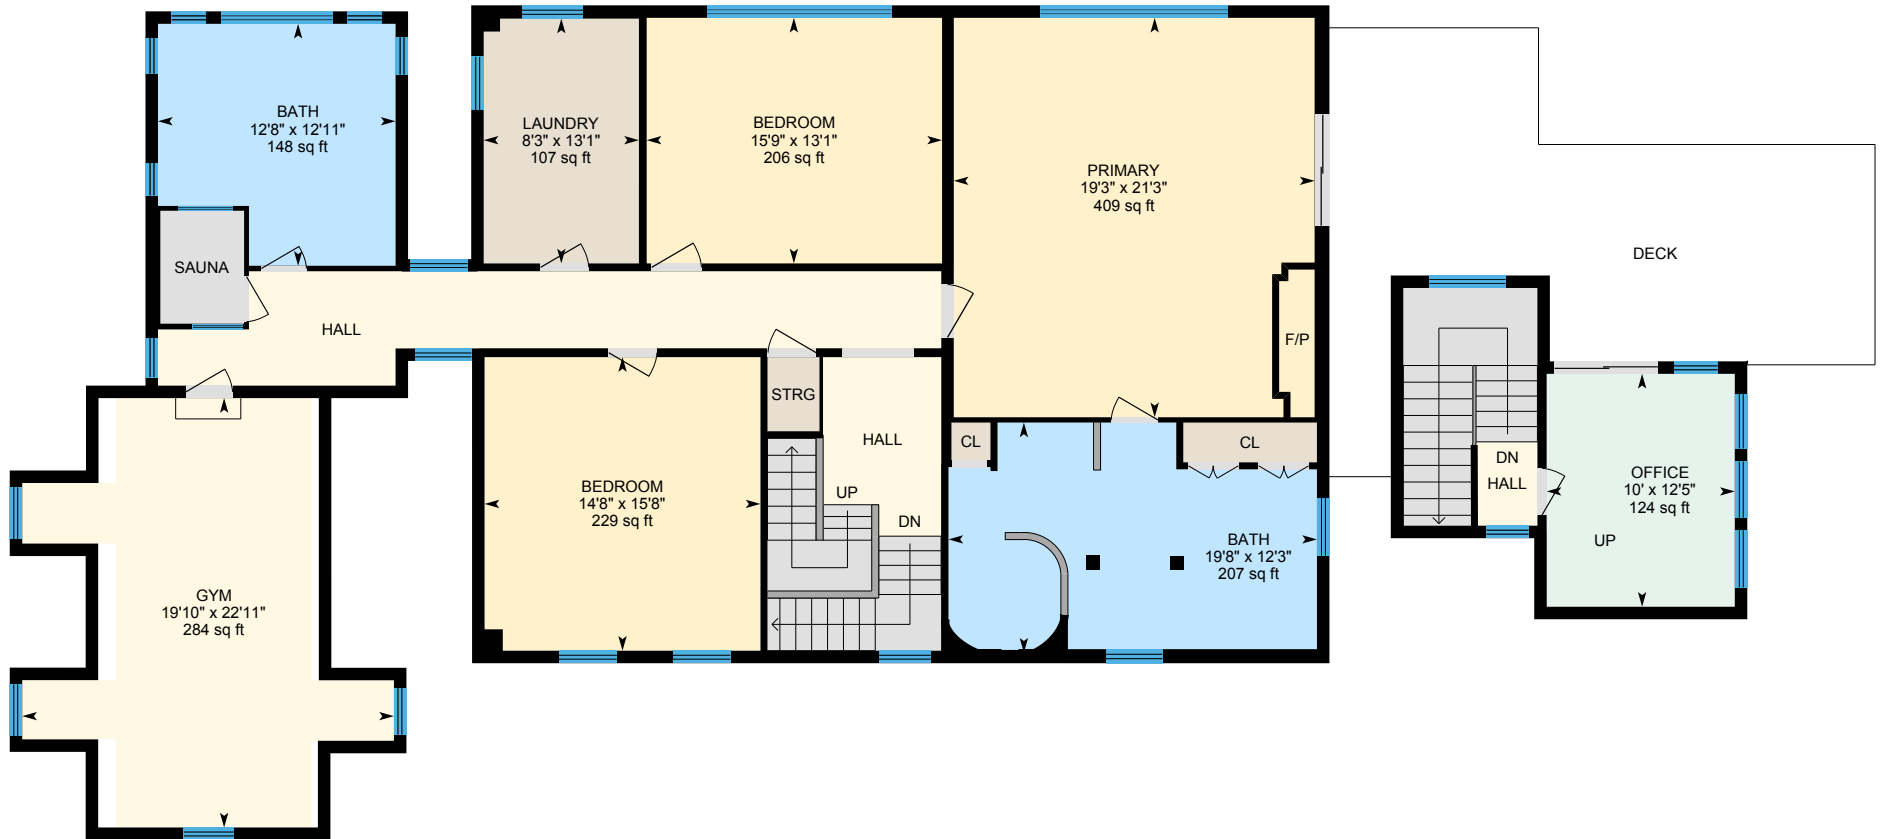 BATH
12'8" x 12'11"
148 sq ft
LAUNDRY
8'3" x 13'1"
107 sq ft
BEDROOM
15'9" x 13'1"
206 sq ft
PRIMARY
19'3" x 21'3"
409 sq ft
DECK
SAUNA
HALL
F/P
STRG
HALL
CL
CL
BEDROOM
14'8" x 15'8"
229 sq ft
UP
DN
BATH
19'8" x 12'3"
207 sq ft
DN
HALL
OFFICE
10' x 12'5"
124 sq ft
UP
GYM
19'10" x 22'11"
284 sq ft